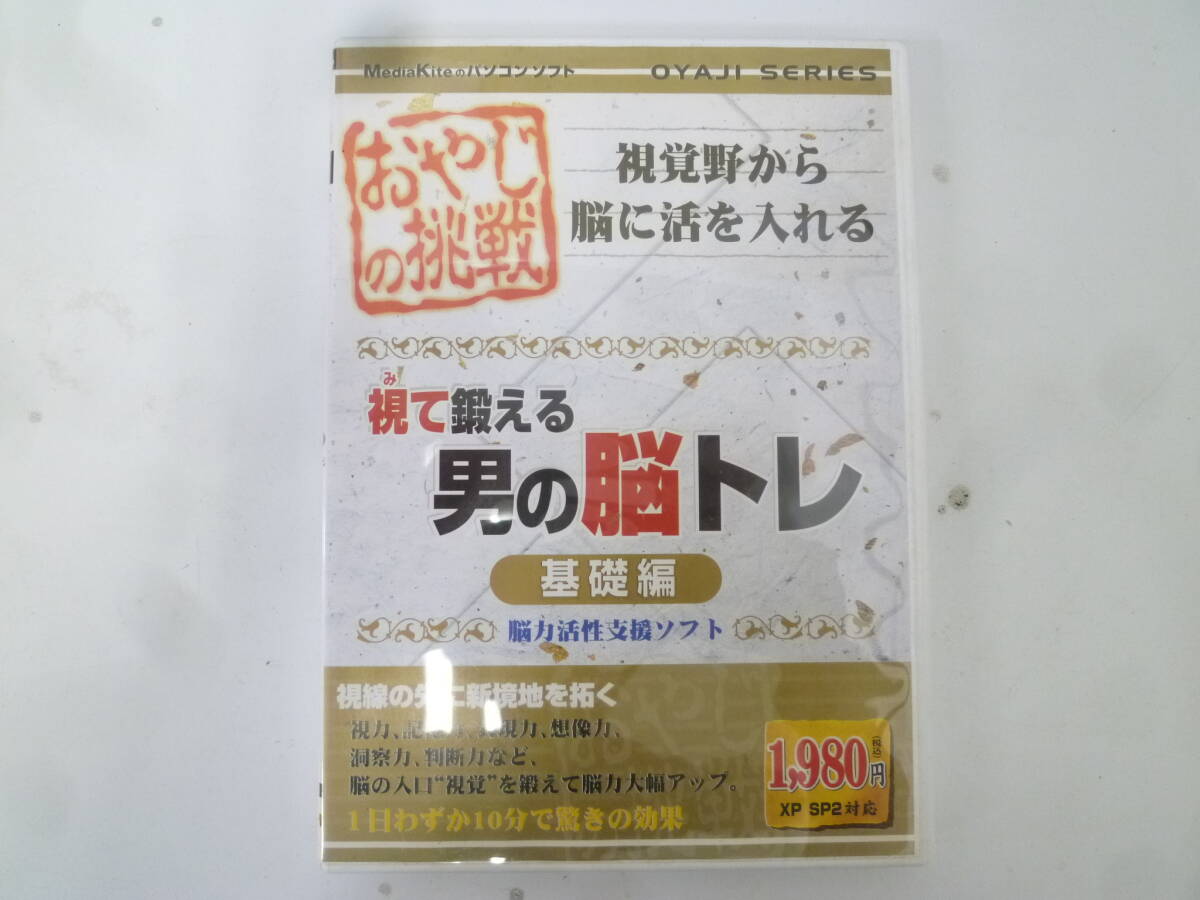 MediaKiteのパソコンソフト
OYAJI SERIES
おやじ
の挑戦
視覚野から
脳に活を入れる
み
視て鍛える
男の脳トレ
基礎編
脳力活性支援ソフト
視線の先に新境地を拓く
視力、記憶力、表現力、想像力、
洞察力、判断力など、
脳の入口“視覚”を鍛えて脳力大幅アップ。
1日わずか10分で驚きの効果
1,980円
(税込)
XP SP2対応